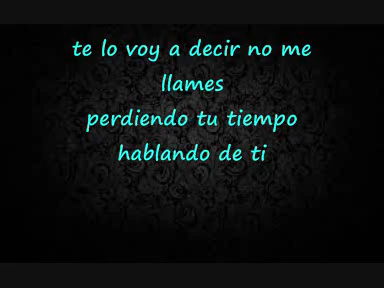 te lo voy a decir no me
llames
perdiendo tu tiempo
hablando de ti